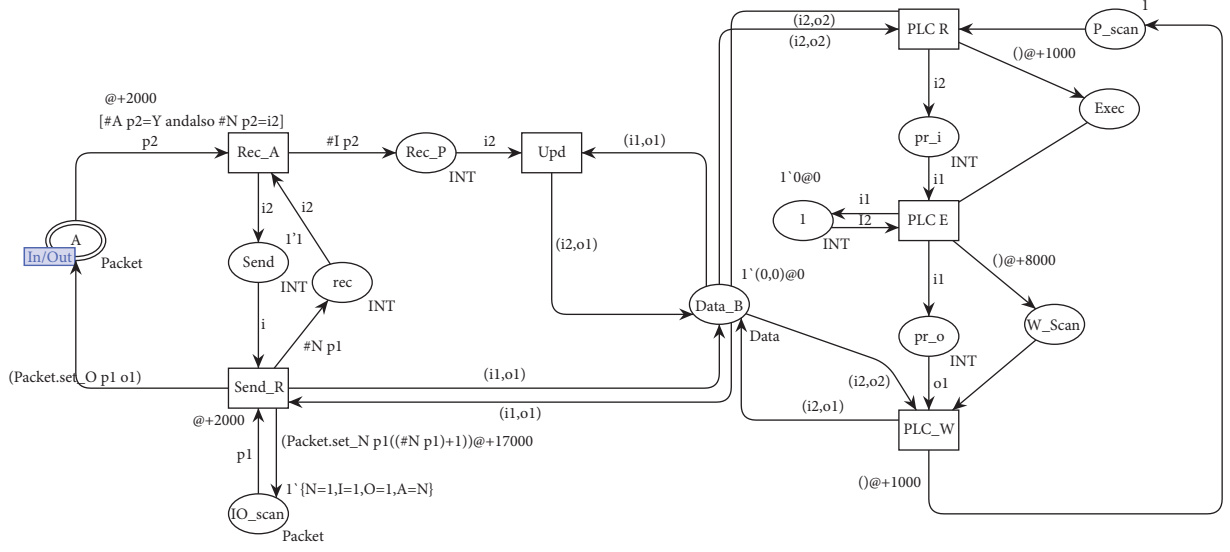 1
(i2,o2)
PLC R
P_scan
(i2,o2)
()@+1000
@+2000
i2
Exec
[#A p2=Y andalso #N p2=i2]
p2
Rec_A
#I p2
Rec_P
i2
Upd
(i1,o1)
pr_i
INT
INT
i1
1`0@0
i2
i2
i1
1
i2
PLC E
INT
A
In/Out
Packet
1'1
Send
INT
rec
INT
(i2,o1)
()@+8000
1`(0,0)@0
i1
Data_B
Data
W_Scan
pr_o
INT
i
#N p1
(Packet.set_O p1 o1)
Send_R
(i1,o1)
(i2,o2)
o1
(i1,o1)
(i2,o1)
@+2000
PLC_W
p1
(Packet.set_N p1((#N p1)+1))@+17000
()@+1000
1`{N=1,I=1,O=1,A=N}
IO_scan
Packet